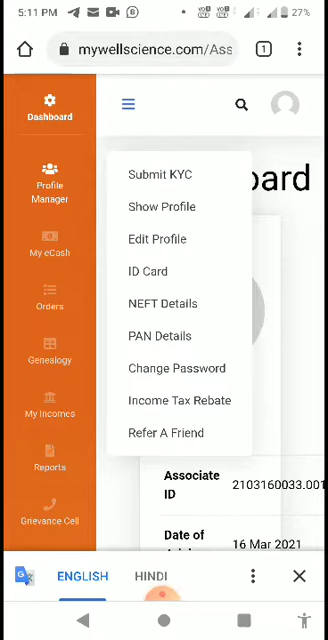 5:11 PM
27%
mywellscience.com/Ass
1
Dashboard
Profile
Manager
My eCash
Orders
Genealogy
My Incomes
Reports
Grievance Cell
Submit KYC
Show Profile
Edit Profile
ID Card
NEFT Details
PAN Details
Change Password
Income Tax Rebate
Refer A Friend
oard
Associate
ID
2103160033.001
Date of
16 Mar 2021
ENGLISH
HINDI